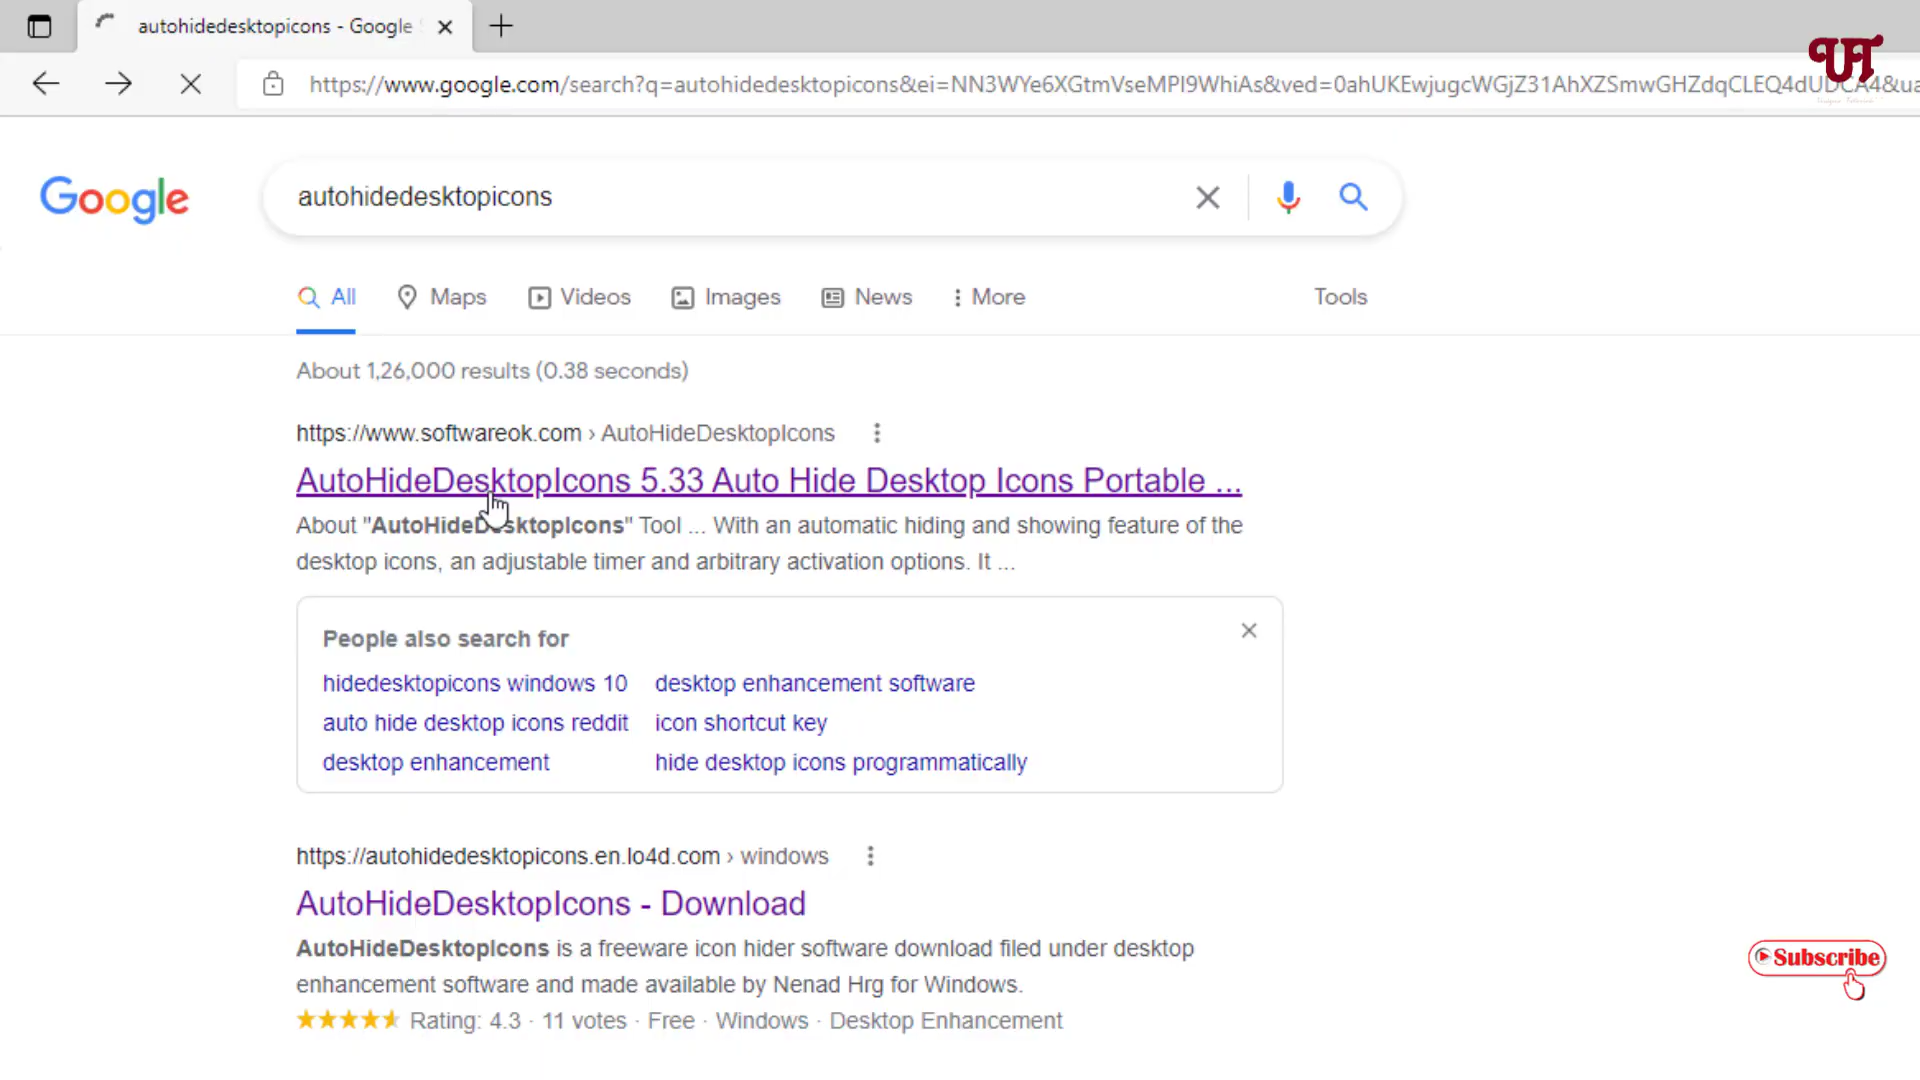 autohidedesktopicons - Google
UT
https://www.google.com/search?q=autohidedesktopicons&ei=NN3WYe6XGtmVseMPI9WhiAs&ved=0ahUKEwjugcWGjZ31AhXZSmwGHZdqCLEQ4dUDCA4&ua
Google
autohidedesktopicons
All
Maps
Videos
Images
News
More
Tools
About 1,26,000 results (0.38 seconds)
https://www.softwareok.com › AutoHideDesktopIcons
AutoHideDesktopIcons 5.33 Auto Hide Desktop Icons Portable ...
About "AutoHideDesktopIcons" Tool ... With an automatic hiding and showing feature of the
desktop icons, an adjustable timer and arbitrary activation options. It ...
People also search for
hidedesktopicons windows 10
desktop enhancement software
auto hide desktop icons reddit
icon shortcut key
desktop enhancement
hide desktop icons programmatically
https://autohidedesktopicons.en.lo4d.com › windows
AutoHideDesktopIcons - Download
AutoHideDesktopIcons is a freeware icon hider software download filed under desktop
enhancement software and made available by Nenad Hrg for Windows.
Rating: 4.3 · 11 votes · Free · Windows · Desktop Enhancement
Subscribe